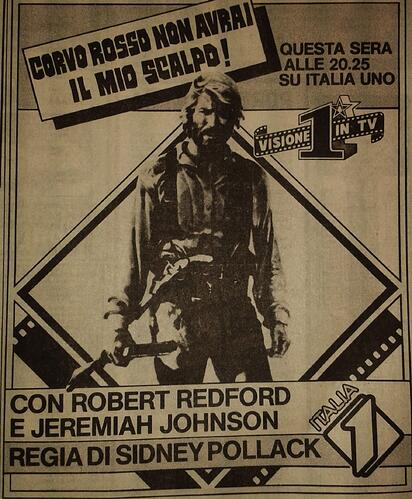 CORVO ROSSO NON AVRAI
IL MIO SCALPO!
QUESTA SERA
ALLE 20.25
SU ITALIA UNO
VISIONE 1 IN TV
CON ROBERT REDFORD
E JEREMIAH JOHNSON
REGIA DI SIDNEY POLLACK
ITALIA
1